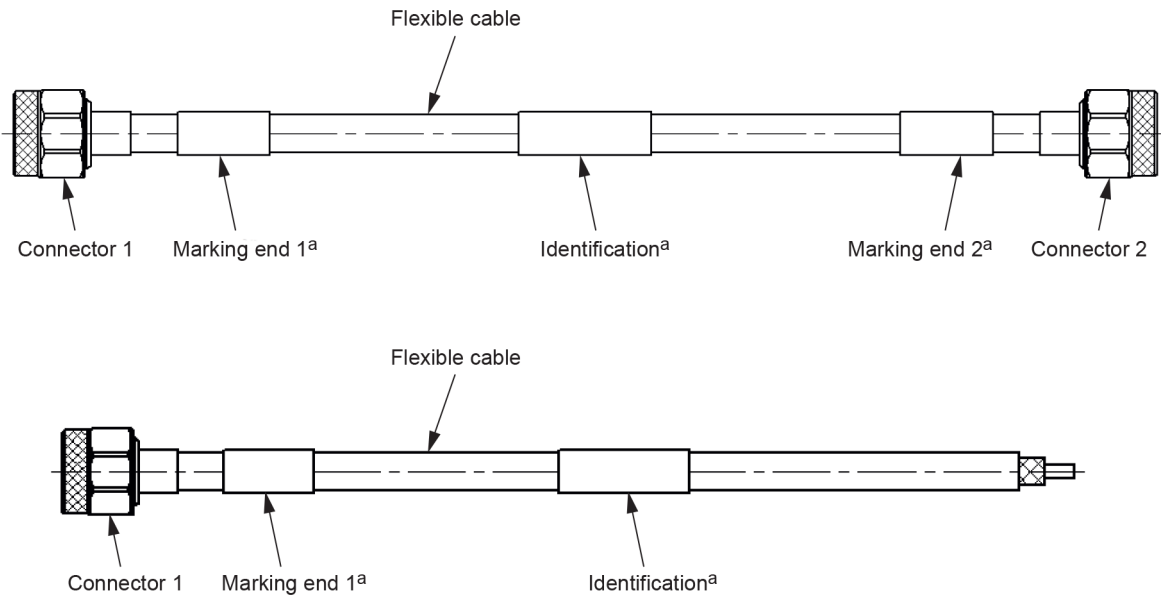 Flexible cable
Connector 1 Marking end 1ᵃ Identificationᵃ Marking end 2ᵃ Connector 2
Flexible cable
Connector 1 Marking end 1ᵃ Identificationᵃ